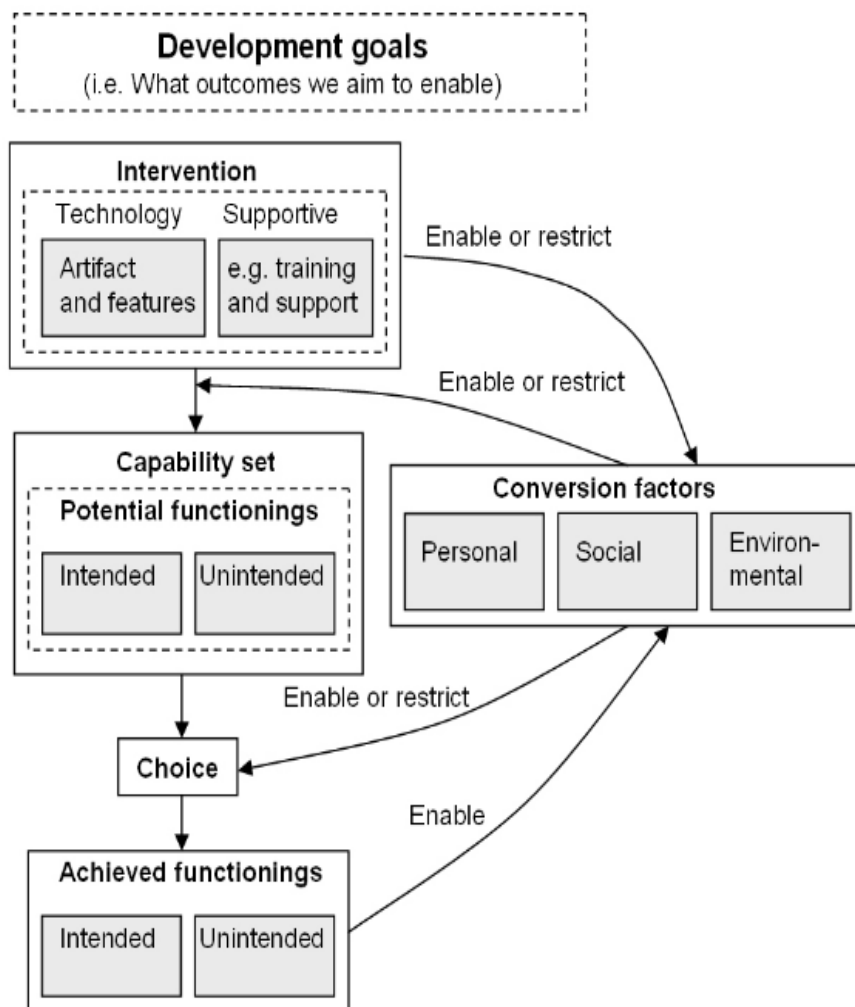 Development goals
(i.e. What outcomes we aim to enable)
Intervention
Technology
Supportive
Artifact
and features
e.g. training
and support
Enable or restrict
Enable or restrict
Capability set
Potential functionings
Intended
Unintended
Conversion factors
Personal
Social
Environ-
mental
Enable or restrict
Choice
Enable
Achieved functionings
Intended
Unintended